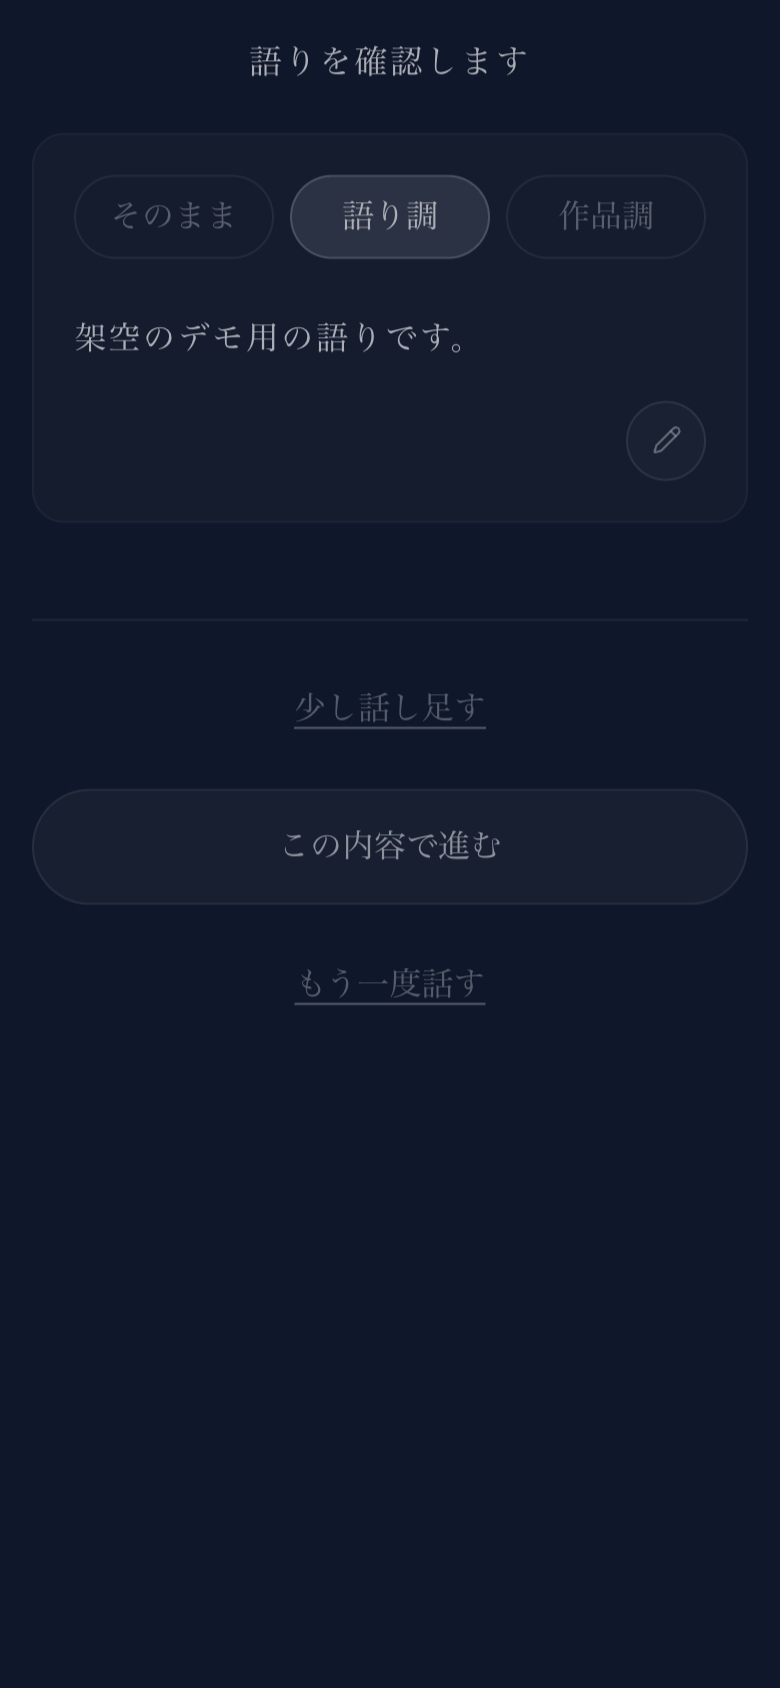 語りを確認します
そのまま 語り調 作品調
架空のデモ用の語りです。
少し話し足す
この内容で進む
もう一度話す